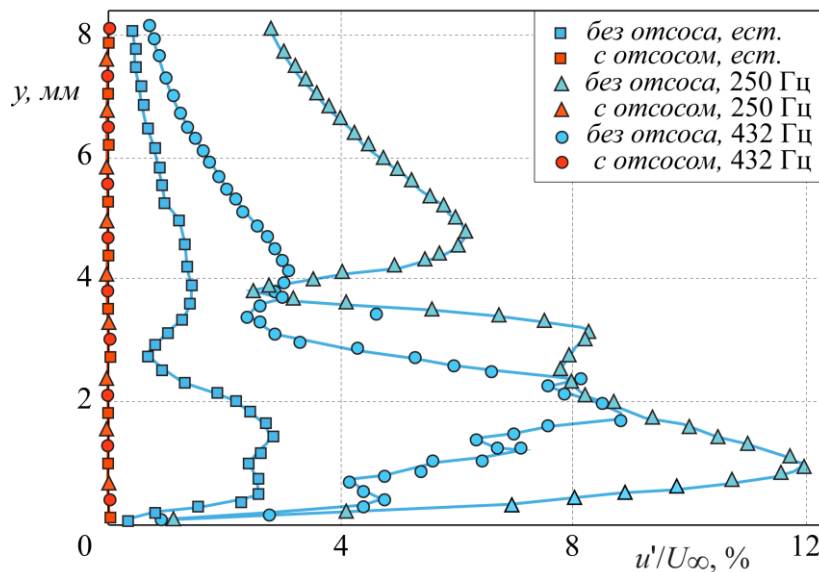 8
y, мм
6
4
2
0
4
8
12
u'/U∞, %
без отсоса, ест.
с отсосом, ест.
без отсоса, 250 Гц
с отсосом, 250 Гц
без отсоса, 432 Гц
с отсосом, 432 Гц